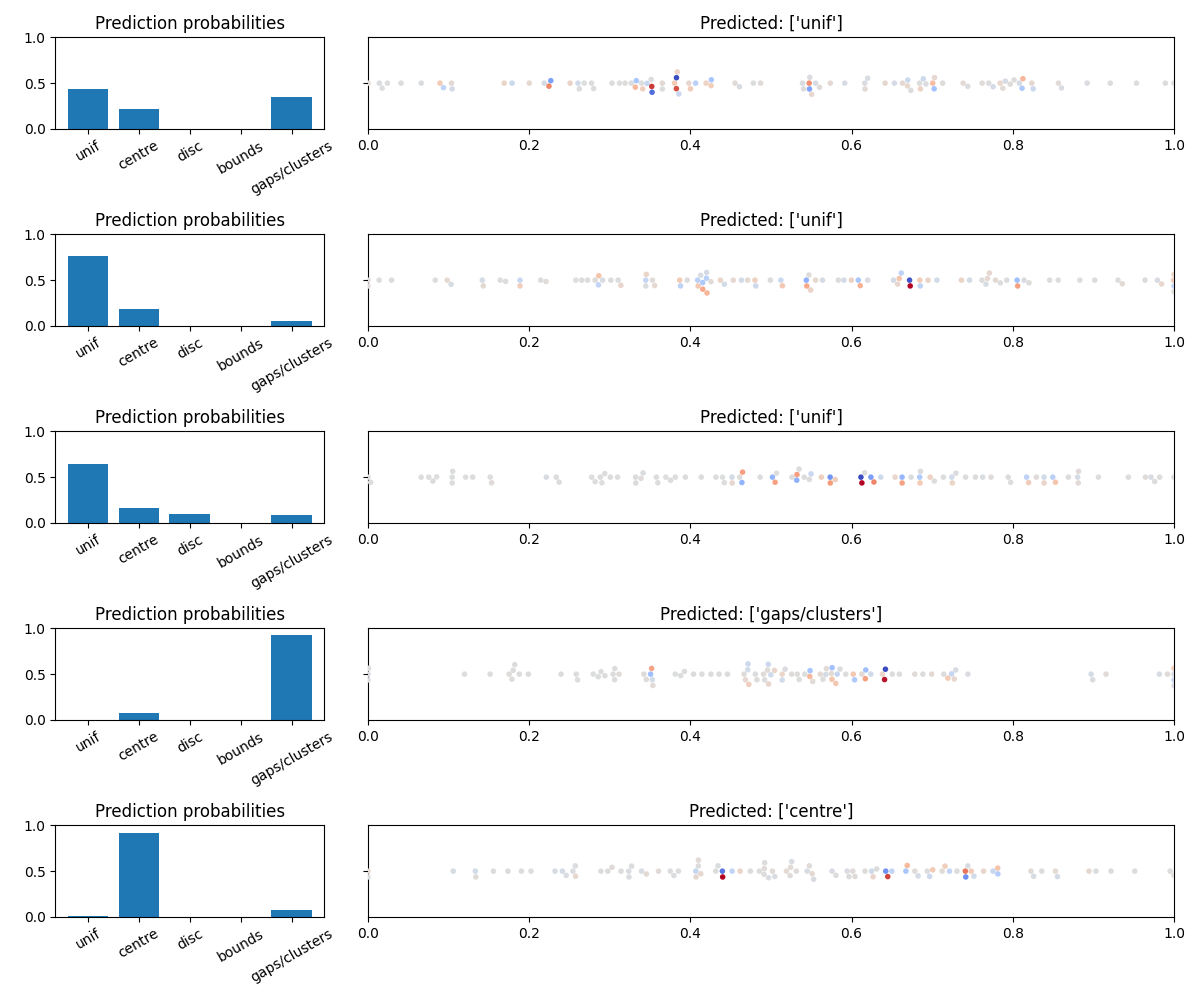 Prediction probabilities
Predicted: ['unif']
1.0
0.5
0.0
unif
centre
disc
bounds
gaps/clusters
0.0 0.2 0.4 0.6 0.8 1.0
Prediction probabilities
Predicted: ['unif']
1.0
0.5
0.0
unif
centre
disc
bounds
gaps/clusters
0.0 0.2 0.4 0.6 0.8 1.0
Prediction probabilities
Predicted: ['unif']
1.0
0.5
0.0
unif
centre
disc
bounds
gaps/clusters
0.0 0.2 0.4 0.6 0.8 1.0
Prediction probabilities
Predicted: ['gaps/clusters']
1.0
0.5
0.0
unif
centre
disc
bounds
gaps/clusters
0.0 0.2 0.4 0.6 0.8 1.0
Prediction probabilities
Predicted: ['centre']
1.0
0.5
0.0
unif
centre
disc
bounds
gaps/clusters
0.0 0.2 0.4 0.6 0.8 1.0